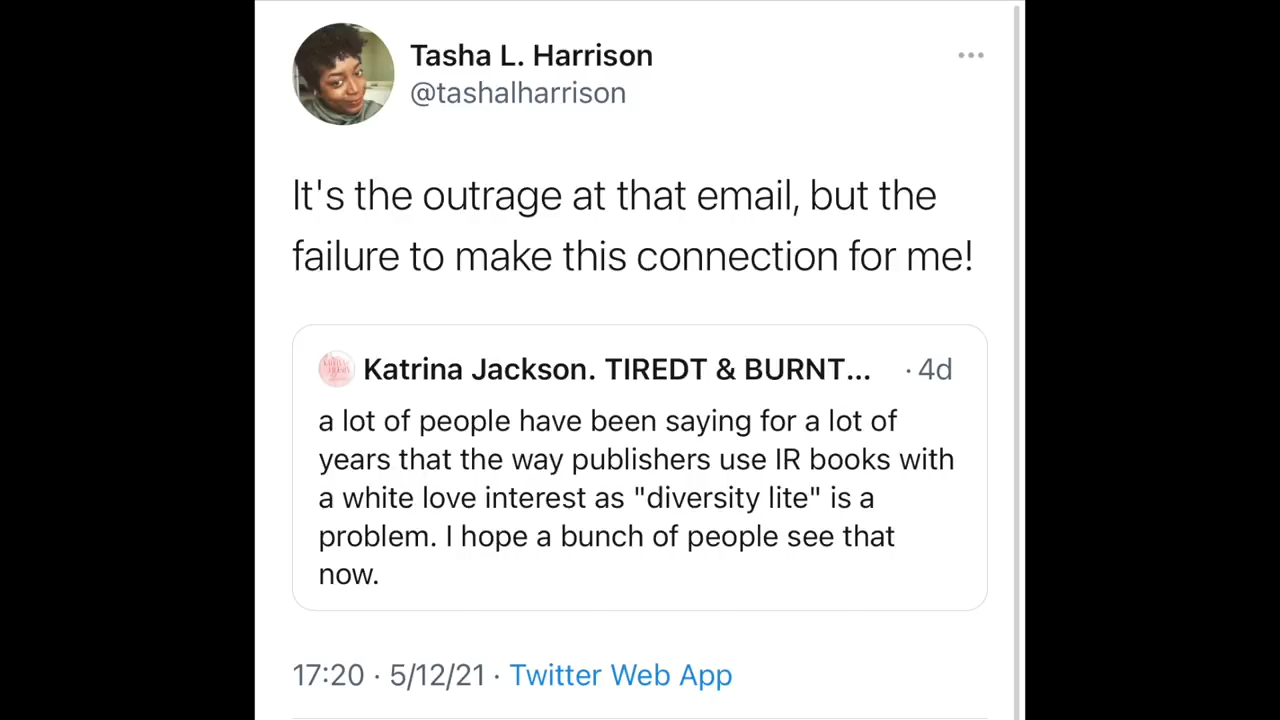 Tasha L. Harrison
@tashalharrison
It's the outrage at that email, but the
failure to make this connection for me!
Katrina Jackson. TIREDT & BURNT... · 4d
a lot of people have been saying for a lot of
years that the way publishers use IR books with
a white love interest as "diversity lite" is a
problem. I hope a bunch of people see that
now.
17:20 · 5/12/21 · Twitter Web App